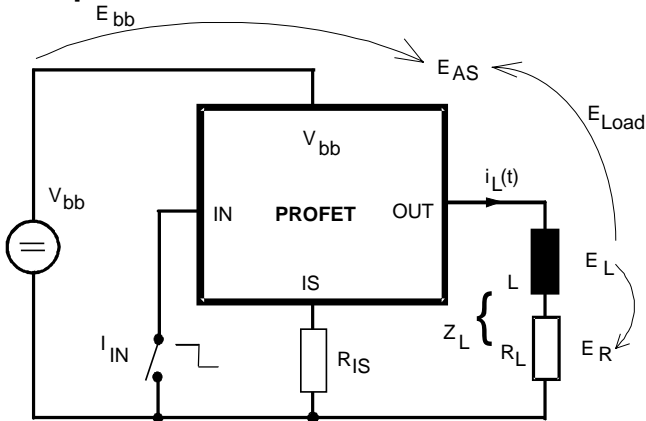 E bb
E AS
E Load
V bb
V bb
i L (t)
IN PROFET OUT
IS
L
E L
Z L {
I IN
R IS
R L
E R